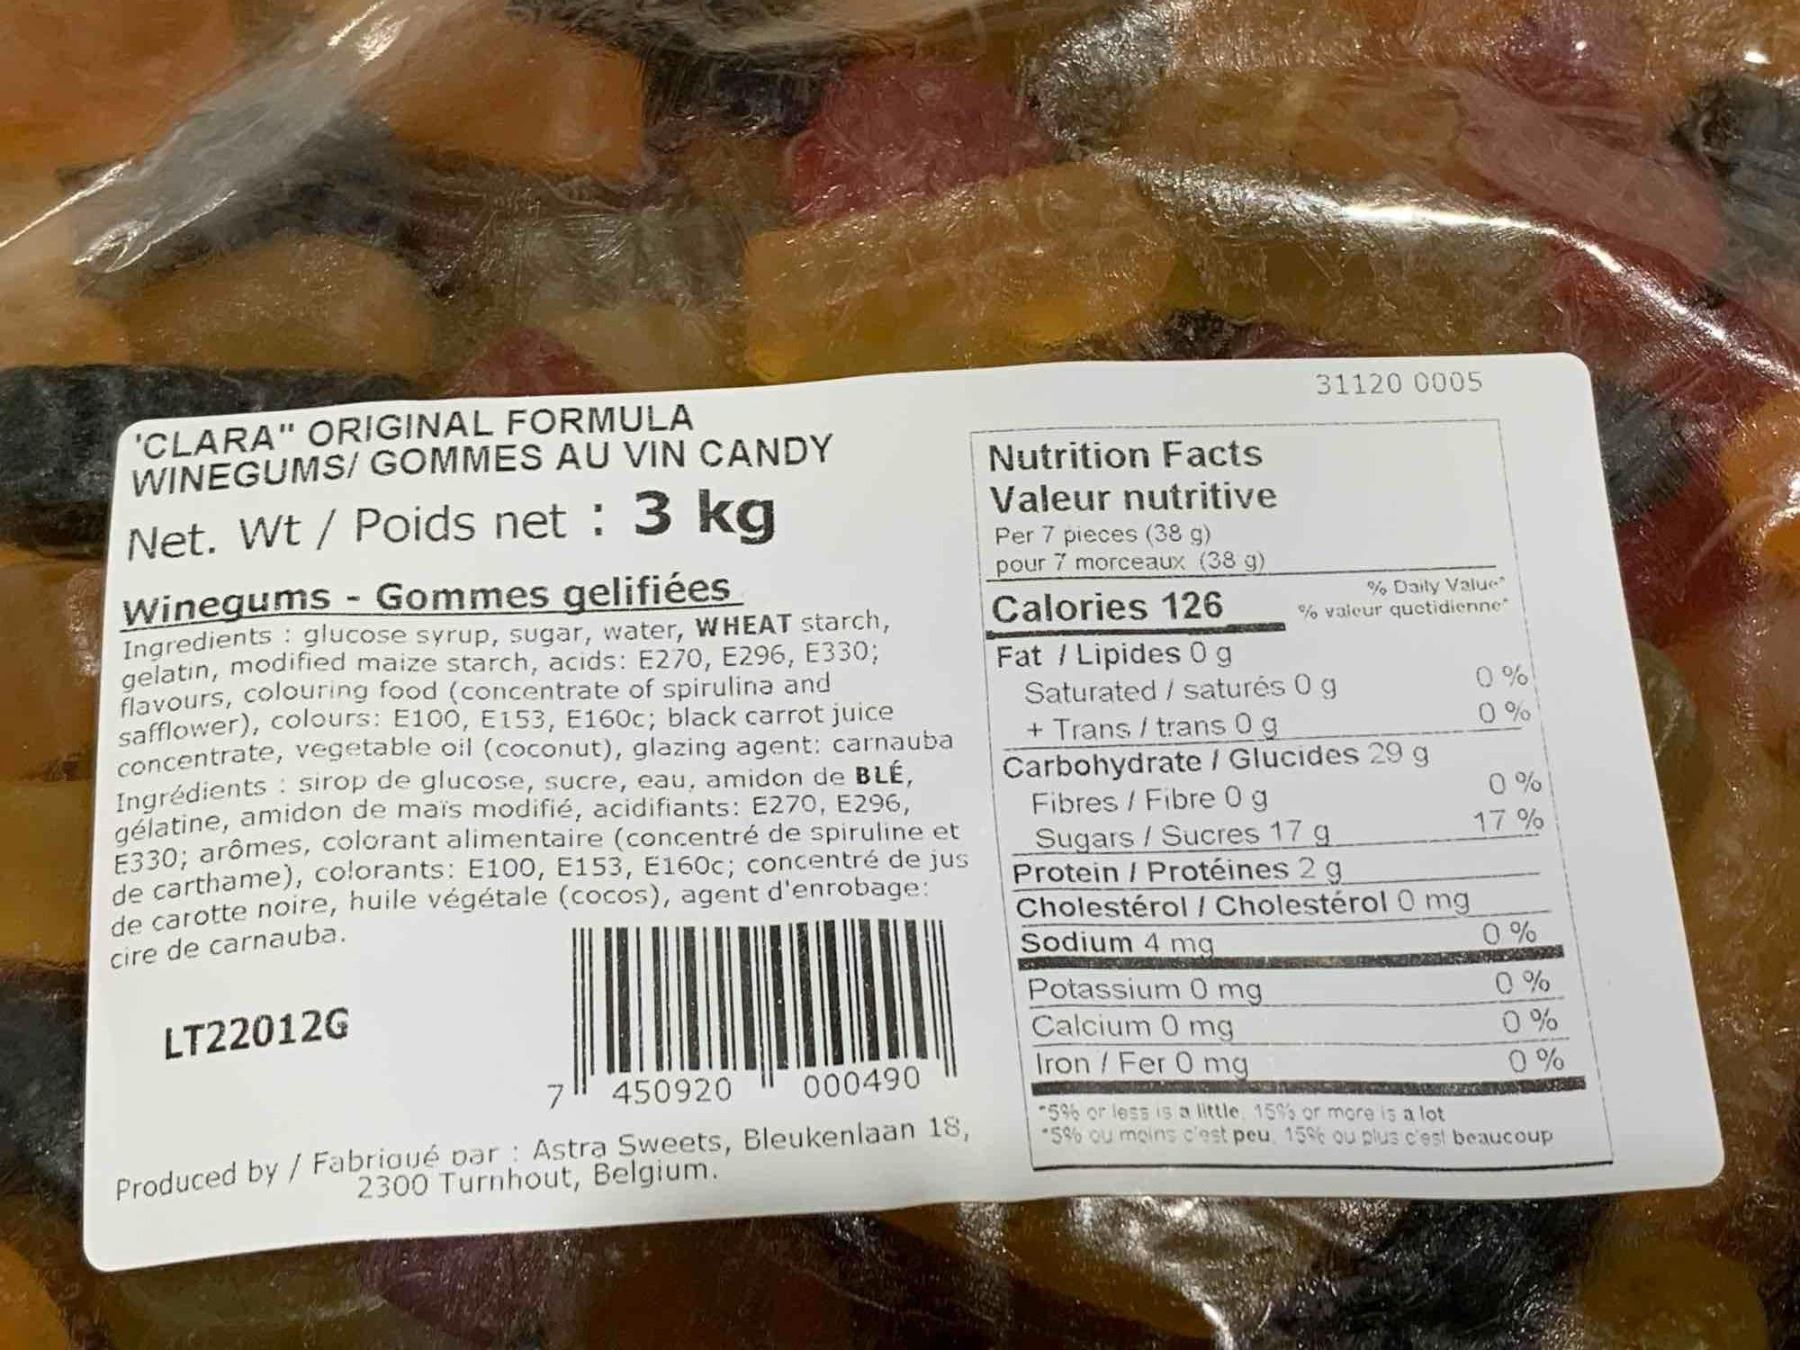 'CLARA" ORIGINAL FORMULA
WINEGUMS/ GOMMES AU VIN CANDY
Net. Wt / Poids net : 3 kg
Winegums - Gommes gelifiées
Ingredients : glucose syrup, sugar, water, WHEAT starch,
gelatin, modified maize starch, acids: E270, E296, E330;
flavours, colouring food (concentrate of spirulina and
safflower), colours: E100, E153, E160c; black carrot juice
concentrate, vegetable oil (coconut), glazing agent: carnauba
Ingrédients : sirop de glucose, sucre, eau, amidon de BLÉ,
gélatine, amidon de maïs modifié, acidifiants: E270, E296,
E330; arômes, colorant alimentaire (concentré de spiruline et
de carthame), colorants: E100, E153, E160c; concentré de jus
de carotte noire, huile végétale (cocos), agent d'enrobage:
cire de carnauba.
LT22012G
7 450920 000490
Produced by / Fabriqué par : Astra Sweets, Bleukenlaan 18,
2300 Turnhout, Belgium.
31120 0005
Nutrition Facts
Valeur nutritive
Per 7 pieces (38 g)
pour 7 morceaux (38 g)
% Daily Value*
Calories 126 % valeur quotidienne*
Fat / Lipides 0 g
Saturated / saturés 0 g 0 %
+ Trans / trans 0 g 0 %
Carbohydrate / Glucides 29 g
Fibres / Fibre 0 g 0 %
Sugars / Sucres 17 g 17 %
Protein / Protéines 2 g
Cholestérol / Cholestérol 0 mg
Sodium 4 mg 0 %
Potassium 0 mg 0 %
Calcium 0 mg 0 %
Iron / Fer 0 mg 0 %
*5% or less is a little, 15% or more is a lot
*5% ou moins c'est peu, 15% ou plus c'est beaucoup